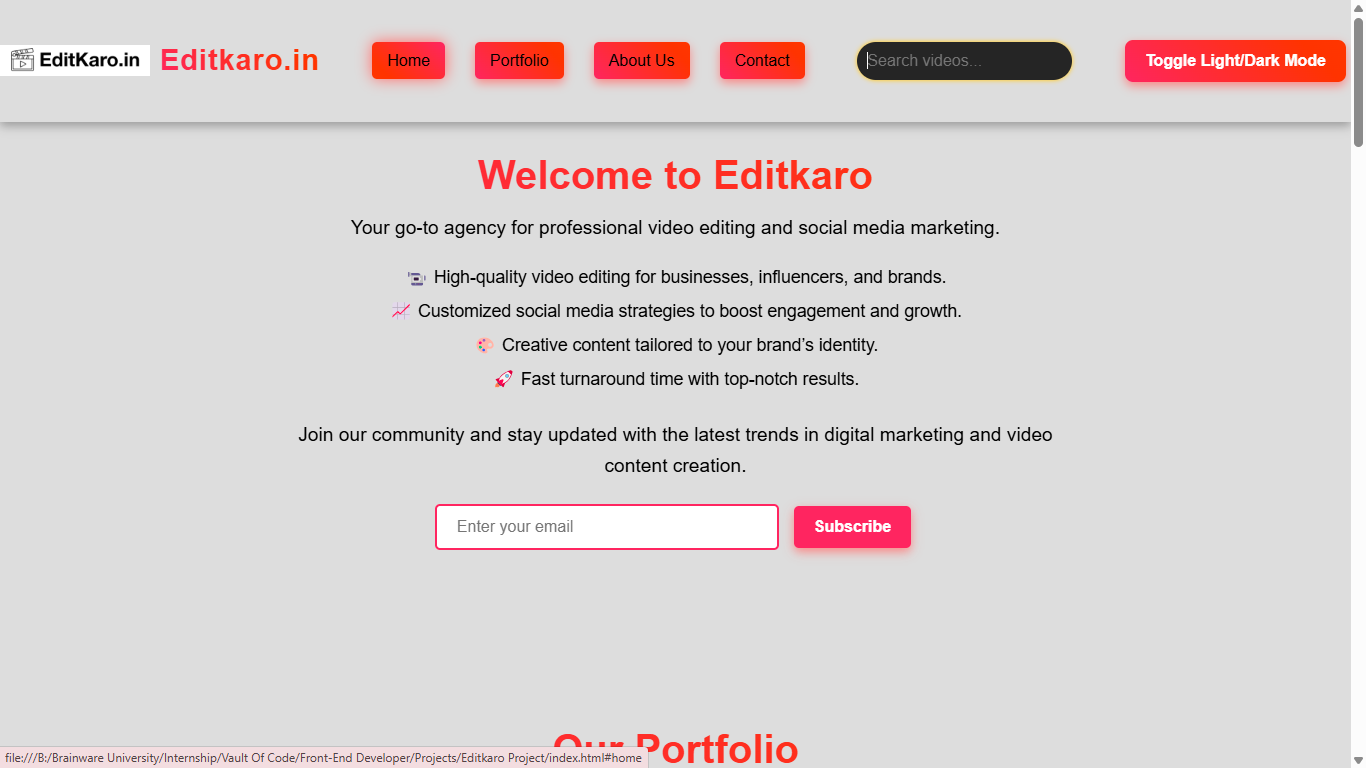 EditKaro.in
Editkaro.in
Home
Portfolio
About Us
Contact
Search videos...
Toggle Light/Dark Mode
Welcome to Editkaro
Your go-to agency for professional video editing and social media marketing.
High-quality video editing for businesses, influencers, and brands.
Customized social media strategies to boost engagement and growth.
Creative content tailored to your brand’s identity.
Fast turnaround time with top-notch results.
Join our community and stay updated with the latest trends in digital marketing and video
content creation.
Enter your email
Subscribe
Our Portfolio
file:///B:/Brainware University/Internship/Vault Of Code/Front-End Developer/Projects/Editkaro Project/index.html#home